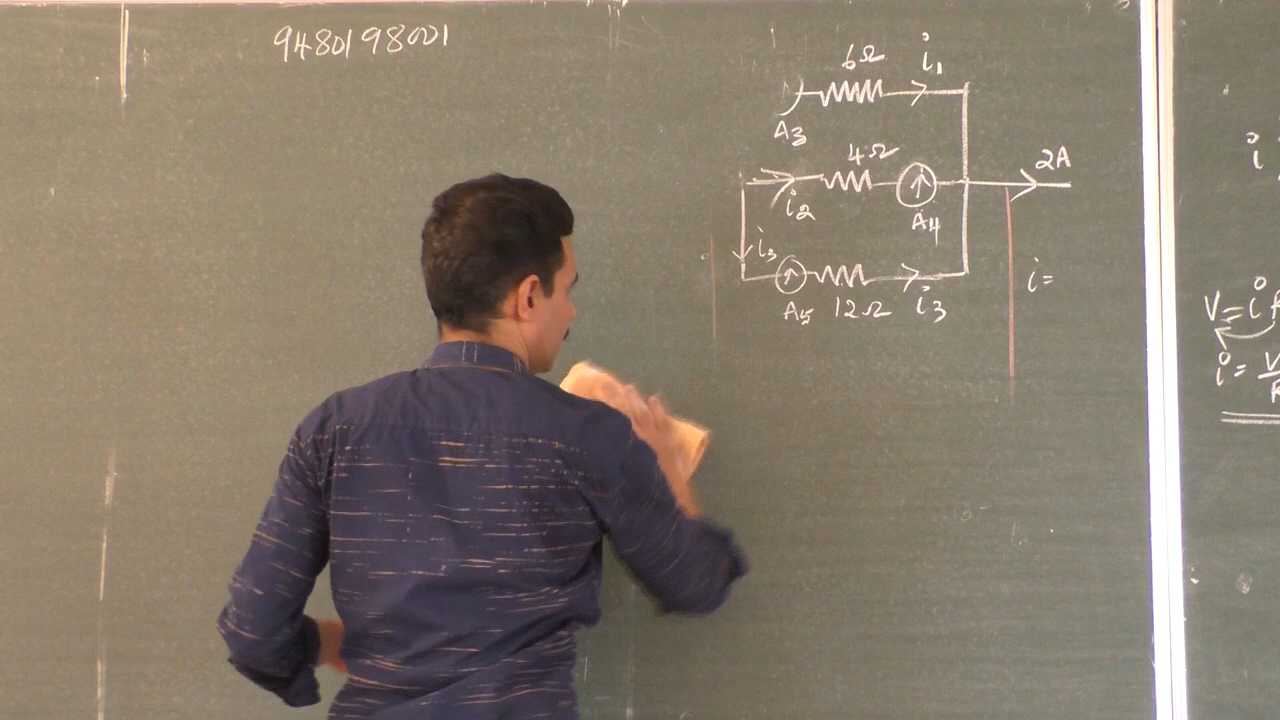 9480198001
6Ω
i1
A3
4Ω
2A
i2
A4
i3
A5
12Ω
i3
i=
i
V=i
i=V